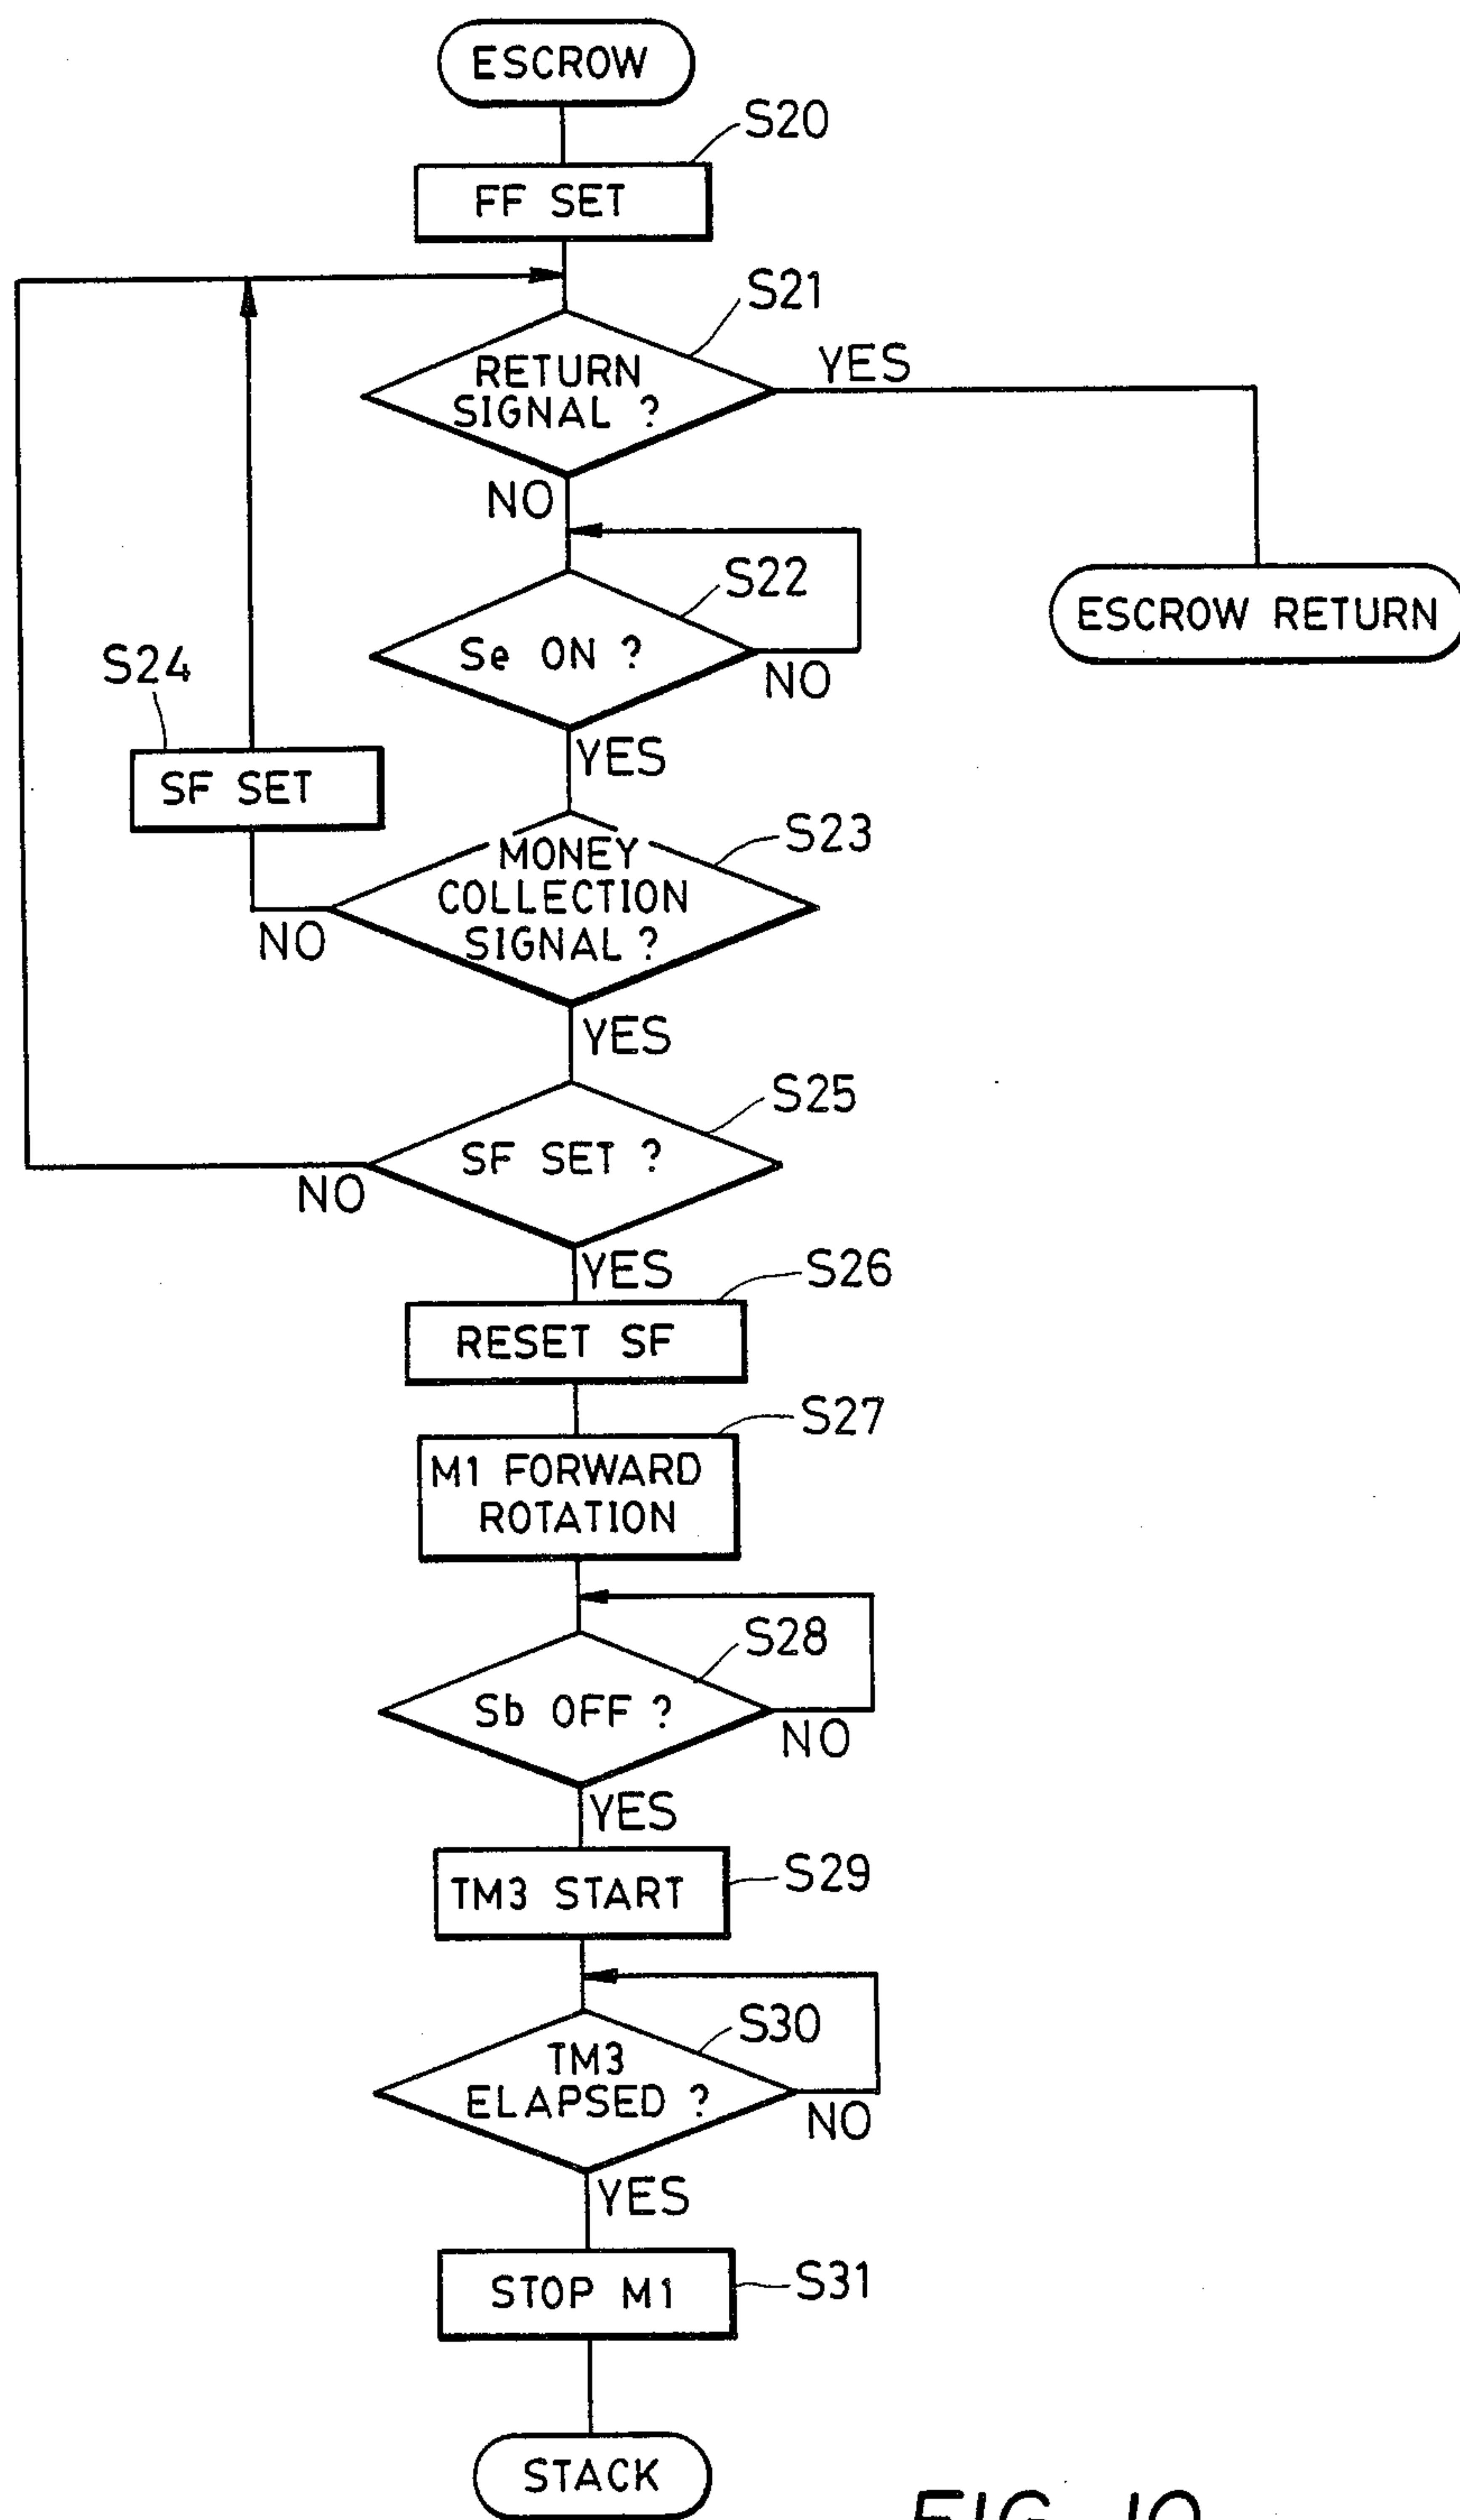 ESCROW
S20
FF SET
S21
RETURN
SIGNAL ?
YES
NO
S22
Se ON ?
NO
ESCROW RETURN
S24
SF SET
YES
S23
MONEY
COLLECTION
SIGNAL ?
NO
YES
S25
SF SET ?
NO
YES
S26
RESET SF
S27
M1 FORWARD
ROTATION
S28
Sb OFF ?
NO
YES
TM3 START
S29
S30
TM3
ELAPSED ?
NO
YES
STOP M1
S31
STACK
FIG. 10